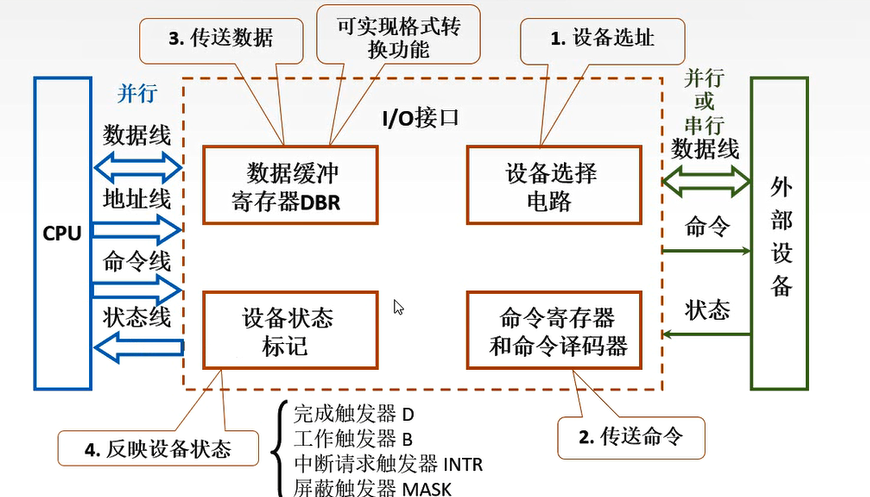 3. 传送数据
可实现格式转
换功能
1. 设备选址
并行
I/O接口
并行
或
串行
数据线
数据缓冲
寄存器DBR
设备选择
电路
数据线
地址线
CPU
命令线
状态线
外
部
设
备
命令
状态
设备状态
标记
命令寄存器
和命令译码器
4. 反映设备状态
完成触发器 D
工作触发器 B
中断请求触发器 INTR
屏蔽触发器 MASK
2. 传送命令